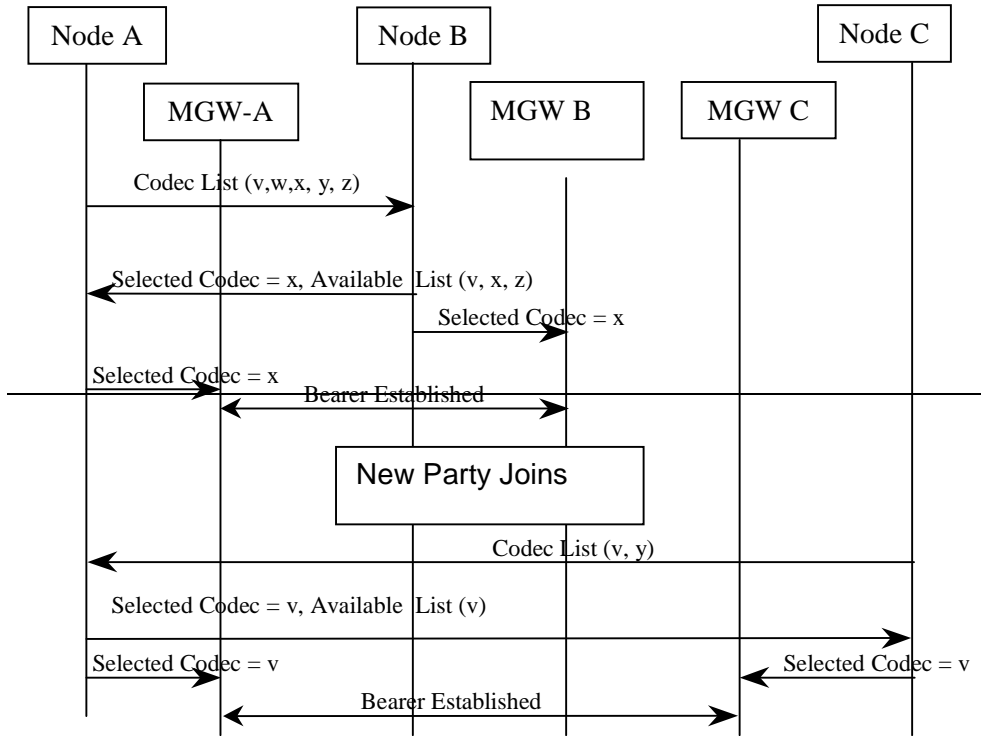 Node A
Node B
Node C
MGW-A
MGW B
MGW C
Codec List (v,w,x, y, z)
Selected Codec = x, Available List (v, x, z)
Selected Codec = x
Selected Codec = x
Bearer Established
New Party Joins
Codec List (v, y)
Selected Codec = v, Available List (v)
Selected Codec = v
Selected Codec = v
Bearer Established